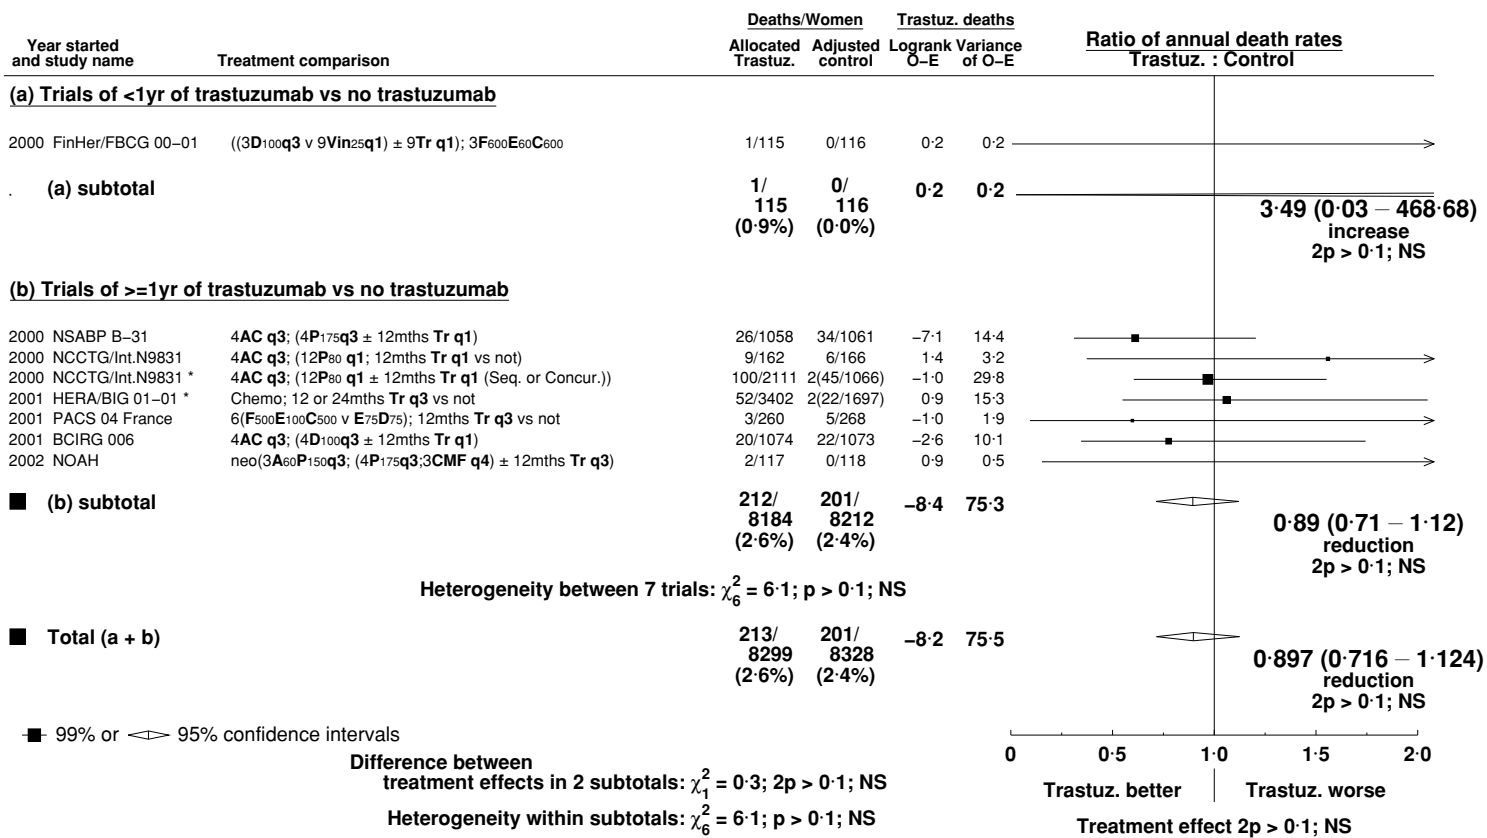 Deaths/Women Trastuz. deaths
Year started and study name Treatment comparison Allocated Trastuz. Adjusted control Logrank O–E Variance of O–E Ratio of annual death rates Trastuz. : Control
(a) Trials of <1yr of trastuzumab vs no trastuzumab
2000 FinHer/FBCG 00–01 ((3D100q3 v 9Vin25q1) ± 9Tr q1); 3F600E60C600 1/115 0/116 0·2 0·2
. (a) subtotal 1/ 115 (0·9%) 0/ 116 (0·0%) 0·2 0·2
3·49 (0·03 – 468·68)
increase
2p > 0·1; NS
(b) Trials of >=1yr of trastuzumab vs no trastuzumab
2000 NSABP B–31 4AC q3; (4P175q3 ± 12mths Tr q1) 26/1058 34/1061 –7·1 14·4
2000 NCCTG/Int.N9831 4AC q3; (12P80 q1; 12mths Tr q1 vs not) 9/162 6/166 1·4 3·2
2000 NCCTG/Int.N9831 * 4AC q3; (12P80 q1 ± 12mths Tr q1 (Seq. or Concur.)) 100/2111 2(45/1066) –1·0 29·8
2001 HERA/BIG 01–01 * Chemo; 12 or 24mths Tr q3 vs not 52/3402 2(22/1697) 0·9 15·3
2001 PACS 04 France 6(F500E100C500 v E75D75); 12mths Tr q3 vs not 3/260 5/268 –1·0 1·9
2001 BCIRG 006 4AC q3; (4D100q3 ± 12mths Tr q1) 20/1074 22/1073 –2·6 10·1
2002 NOAH neo(3A60P150q3; (4P175q3;3CMF q4) ± 12mths Tr q3) 2/117 0/118 0·9 0·5
(b) subtotal 212/ 8184 (2·6%) 201/ 8212 (2·4%) –8·4 75·3
0·89 (0·71 – 1·12)
reduction
2p > 0·1; NS
Heterogeneity between 7 trials: χ²₆ = 6·1; p > 0·1; NS
Total (a + b) 213/ 8299 (2·6%) 201/ 8328 (2·4%) –8·2 75·5
0·897 (0·716 – 1·124)
reduction
2p > 0·1; NS
99% or 95% confidence intervals
0 0·5 1·0 1·5 2·0
Trastuz. better Trastuz. worse
Difference between
treatment effects in 2 subtotals: χ²₁ = 0·3; 2p > 0·1; NS
Heterogeneity within subtotals: χ²₆ = 6·1; p > 0·1; NS
Treatment effect 2p > 0·1; NS